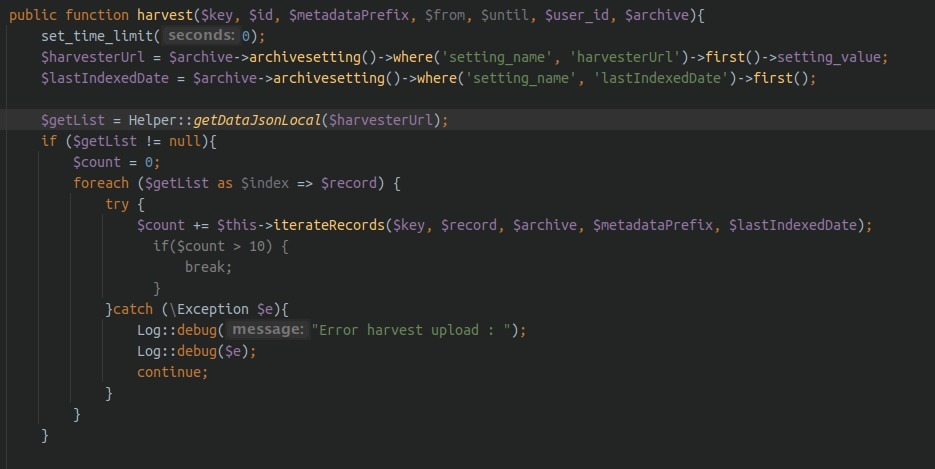 public function harvest($key, $id, $metadataPrefix, $from, $until, $user_id, $archive){
set_time_limit( seconds: 0);
$harvesterUrl = $archive->archivesetting()->where('setting_name', 'harvesterUrl')->first()->setting_value;
$lastIndexedDate = $archive->archivesetting()->where('setting_name', 'lastIndexedDate')->first();
$getList = Helper::getDataJsonLocal($harvesterUrl);
if ($getList != null){
$count = 0;
foreach ($getList as $index => $record) {
try {
$count += $this->iterateRecords($key, $record, $archive, $metadataPrefix, $lastIndexedDate);
if($count > 10) {
break;
}
}catch (\Exception $e){
Log::debug( message: "Error harvest upload : ");
Log::debug($e);
continue;
}
}
}